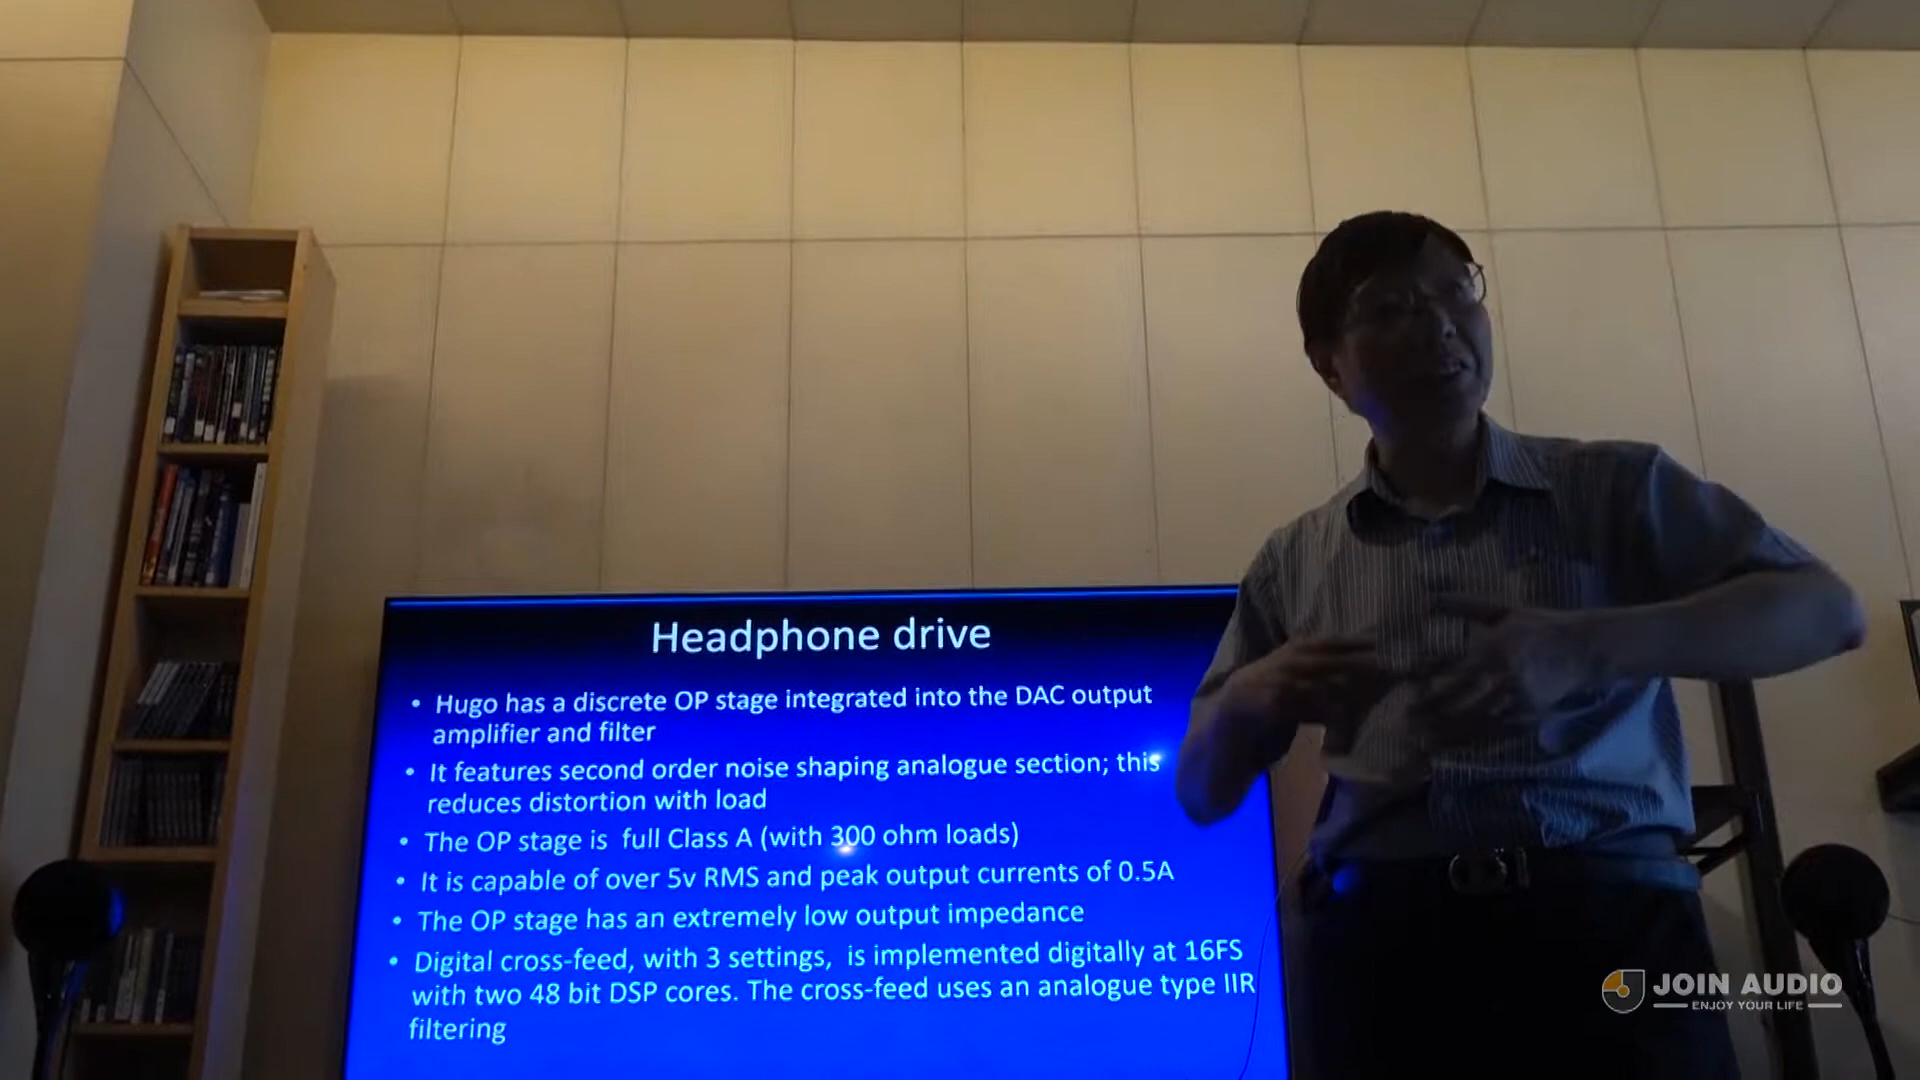 Headphone drive
• Hugo has a discrete OP stage integrated into the DAC output
amplifier and filter
• It features second order noise shaping analogue section; this
reduces distortion with load
• The OP stage is  full Class A (with 300 ohm loads)
• It is capable of over 5v RMS and peak output currents of 0.5A
• The OP stage has an extremely low output impedance
• Digital cross-feed, with 3 settings,  is implemented digitally at 16FS
with two 48 bit DSP cores. The cross-feed uses an analogue type IIR
filtering
JOIN AUDIO
ENJOY YOUR LIFE